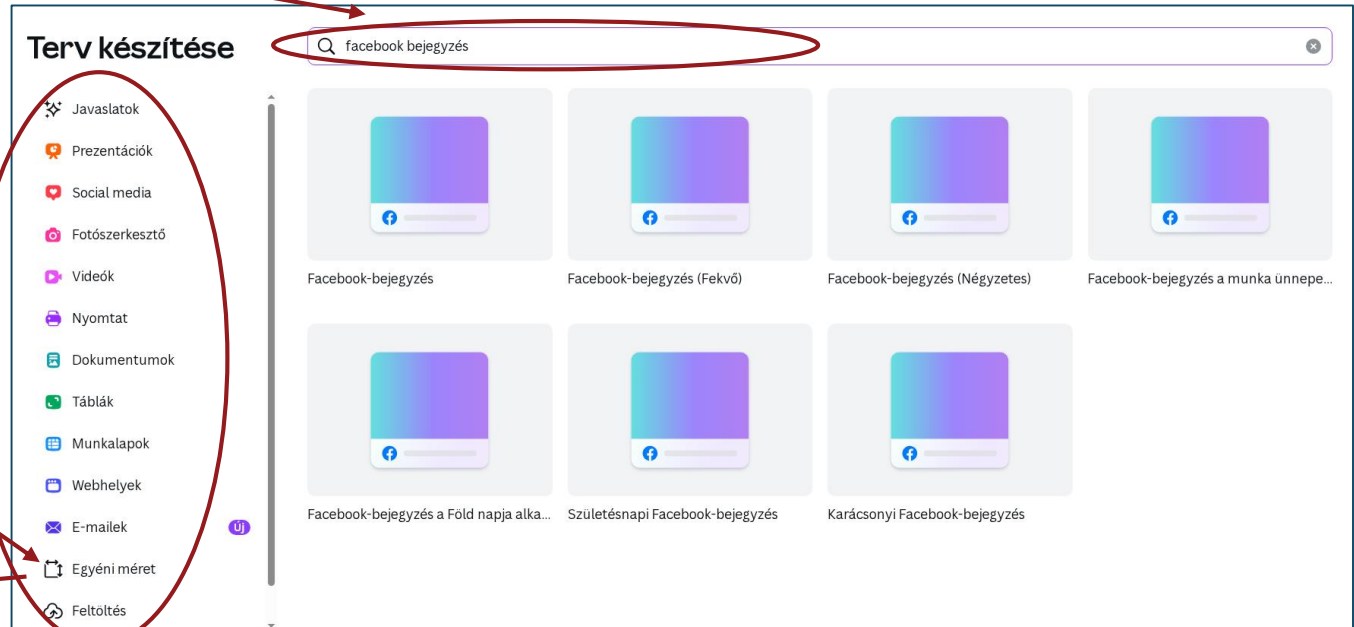 Terv készítése
facebook bejegyzés
Javaslatok
Prezentációk
Social media
Fotószerkesztő
Videók
Nyomtat
Dokumentumok
Táblák
Munkalapok
Webhelyek
E-mailek
Új
Egyéni méret
Feltöltés
Facebook-bejegyzés
Facebook-bejegyzés (Fekvő)
Facebook-bejegyzés (Négyzetes)
Facebook-bejegyzés a munka ünnepe...
Facebook-bejegyzés a Föld napja alka...
Születésnapi Facebook-bejegyzés
Karácsonyi Facebook-bejegyzés